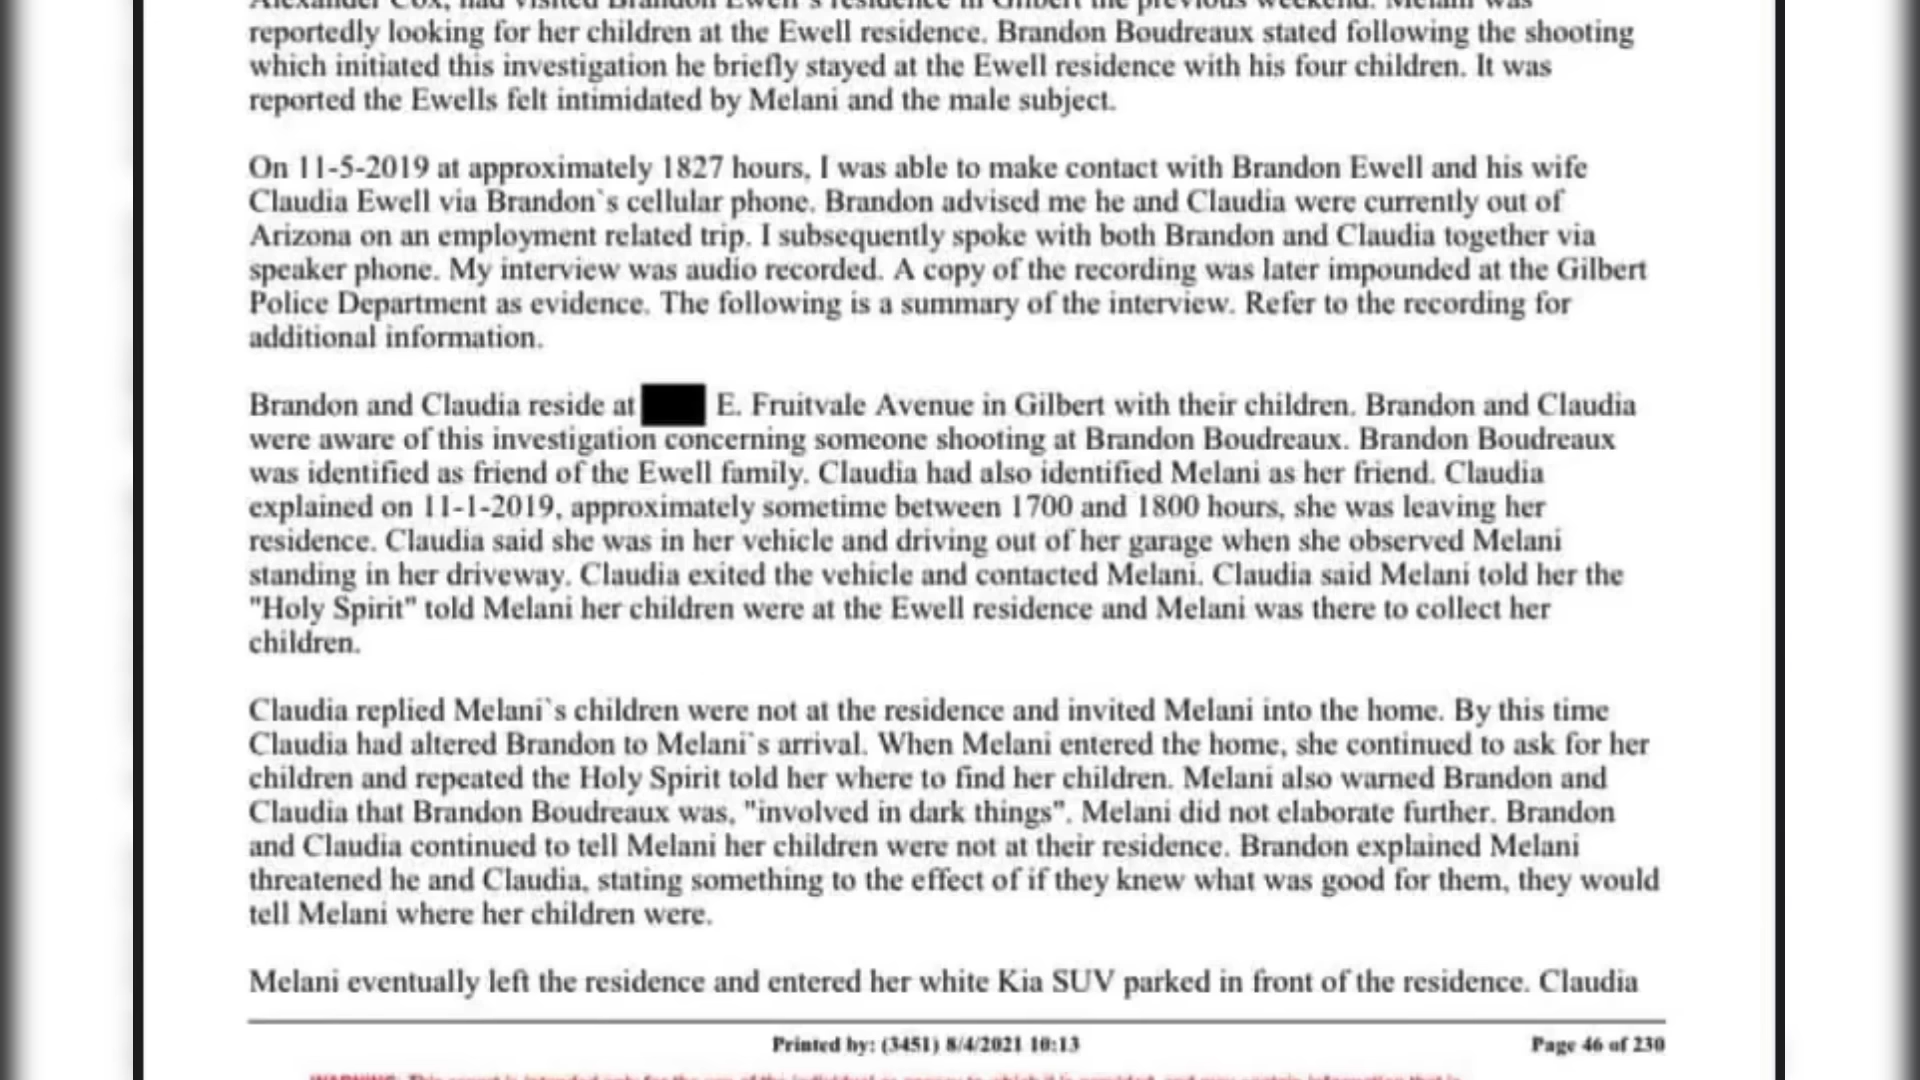 Alexander Cox, had visited Brandon Ewell's residence in Gilbert the previous weekend. Melani was
reportedly looking for her children at the Ewell residence. Brandon Boudreaux stated following the shooting
which initiated this investigation he briefly stayed at the Ewell residence with his four children. It was
reported the Ewells felt intimidated by Melani and the male subject.
On 11-5-2019 at approximately 1827 hours, I was able to make contact with Brandon Ewell and his wife
Claudia Ewell via Brandon`s cellular phone. Brandon advised me he and Claudia were currently out of
Arizona on an employment related trip. I subsequently spoke with both Brandon and Claudia together via
speaker phone. My interview was audio recorded. A copy of the recording was later impounded at the Gilbert
Police Department as evidence. The following is a summary of the interview. Refer to the recording for
additional information.
Brandon and Claudia reside at E. Fruitvale Avenue in Gilbert with their children. Brandon and Claudia
were aware of this investigation concerning someone shooting at Brandon Boudreaux. Brandon Boudreaux
was identified as friend of the Ewell family. Claudia had also identified Melani as her friend. Claudia
explained on 11-1-2019, approximately sometime between 1700 and 1800 hours, she was leaving her
residence. Claudia said she was in her vehicle and driving out of her garage when she observed Melani
standing in her driveway. Claudia exited the vehicle and contacted Melani. Claudia said Melani told her the
"Holy Spirit" told Melani her children were at the Ewell residence and Melani was there to collect her
children.
Claudia replied Melani`s children were not at the residence and invited Melani into the home. By this time
Claudia had altered Brandon to Melani`s arrival. When Melani entered the home, she continued to ask for her
children and repeated the Holy Spirit told her where to find her children. Melani also warned Brandon and
Claudia that Brandon Boudreaux was, "involved in dark things". Melani did not elaborate further. Brandon
and Claudia continued to tell Melani her children were not at their residence. Brandon explained Melani
threatened he and Claudia, stating something to the effect of if they knew what was good for them, they would
tell Melani where her children were.
Melani eventually left the residence and entered her white Kia SUV parked in front of the residence. Claudia
Printed by: (3451) 8/4/2021 10:13
Page 46 of 230